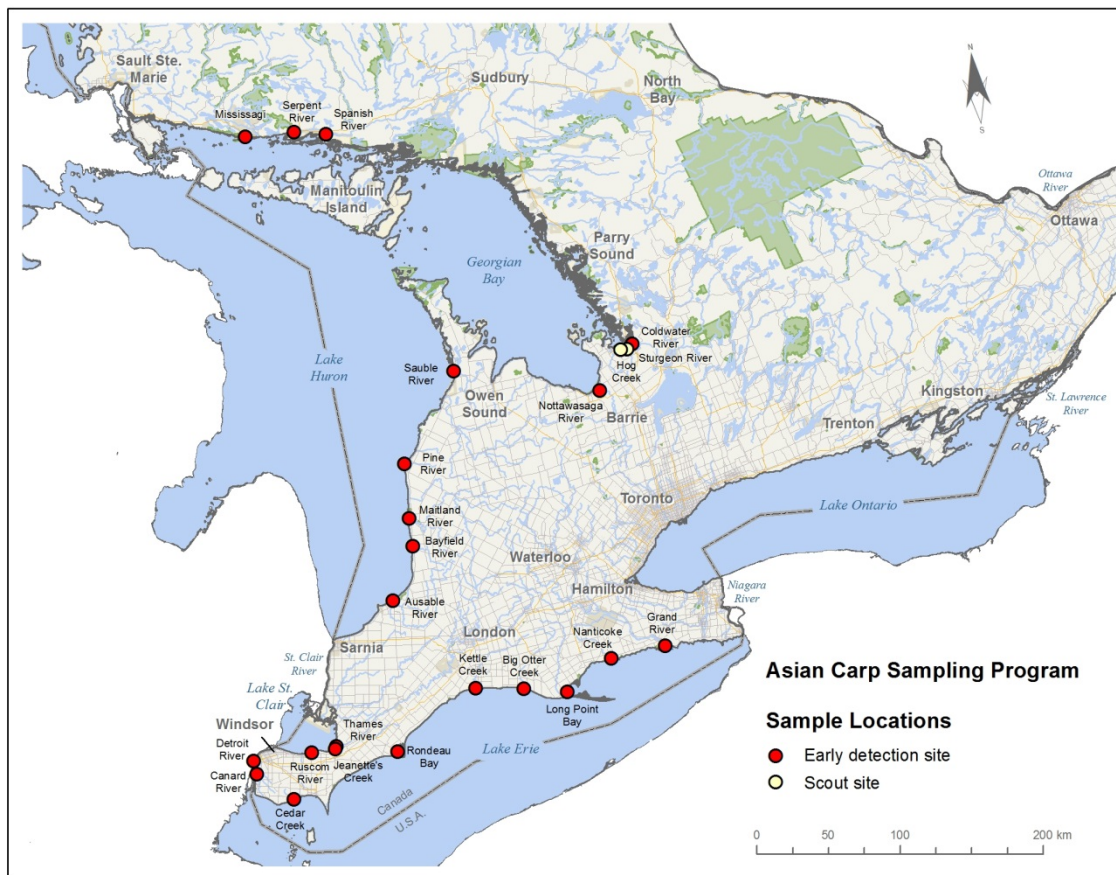 N
S
Sault Ste.
Marie
Sudbury
North
Bay
Mississagi
Serpent
River
Spanish
River
Ottawa
River
Ottawa
Manitoulin
Island
Parry
Sound
Georgian
Bay
Lake
Huron
Coldwater
River
Sturgeon River
Hog
Creek
Sauble
River
Owen
Sound
Nottawasaga
River
Barrie
Kingston
St. Lawrence
River
Trenton
Pine
River
Toronto
Lake Ontario
Maitland
River
Bayfield
River
Waterloo
Hamilton
Niagara
River
Ausable
River
London
Grand
River
Nanticoke
Creek
Sarnia
St. Clair
River
Kettle
Creek
Big Otter
Creek
Long Point
Bay
Lake St.
Clair
Windsor
Thames
River
Detroit
River
Ruscom
River
Jeanette's
Creek
Rondeau
Bay
Lake Erie
Canard
River
Cedar
Creek
Canada
U.S.A.
Asian Carp Sampling Program
Sample Locations
Early detection site
Scout site
0 50 100 200 km